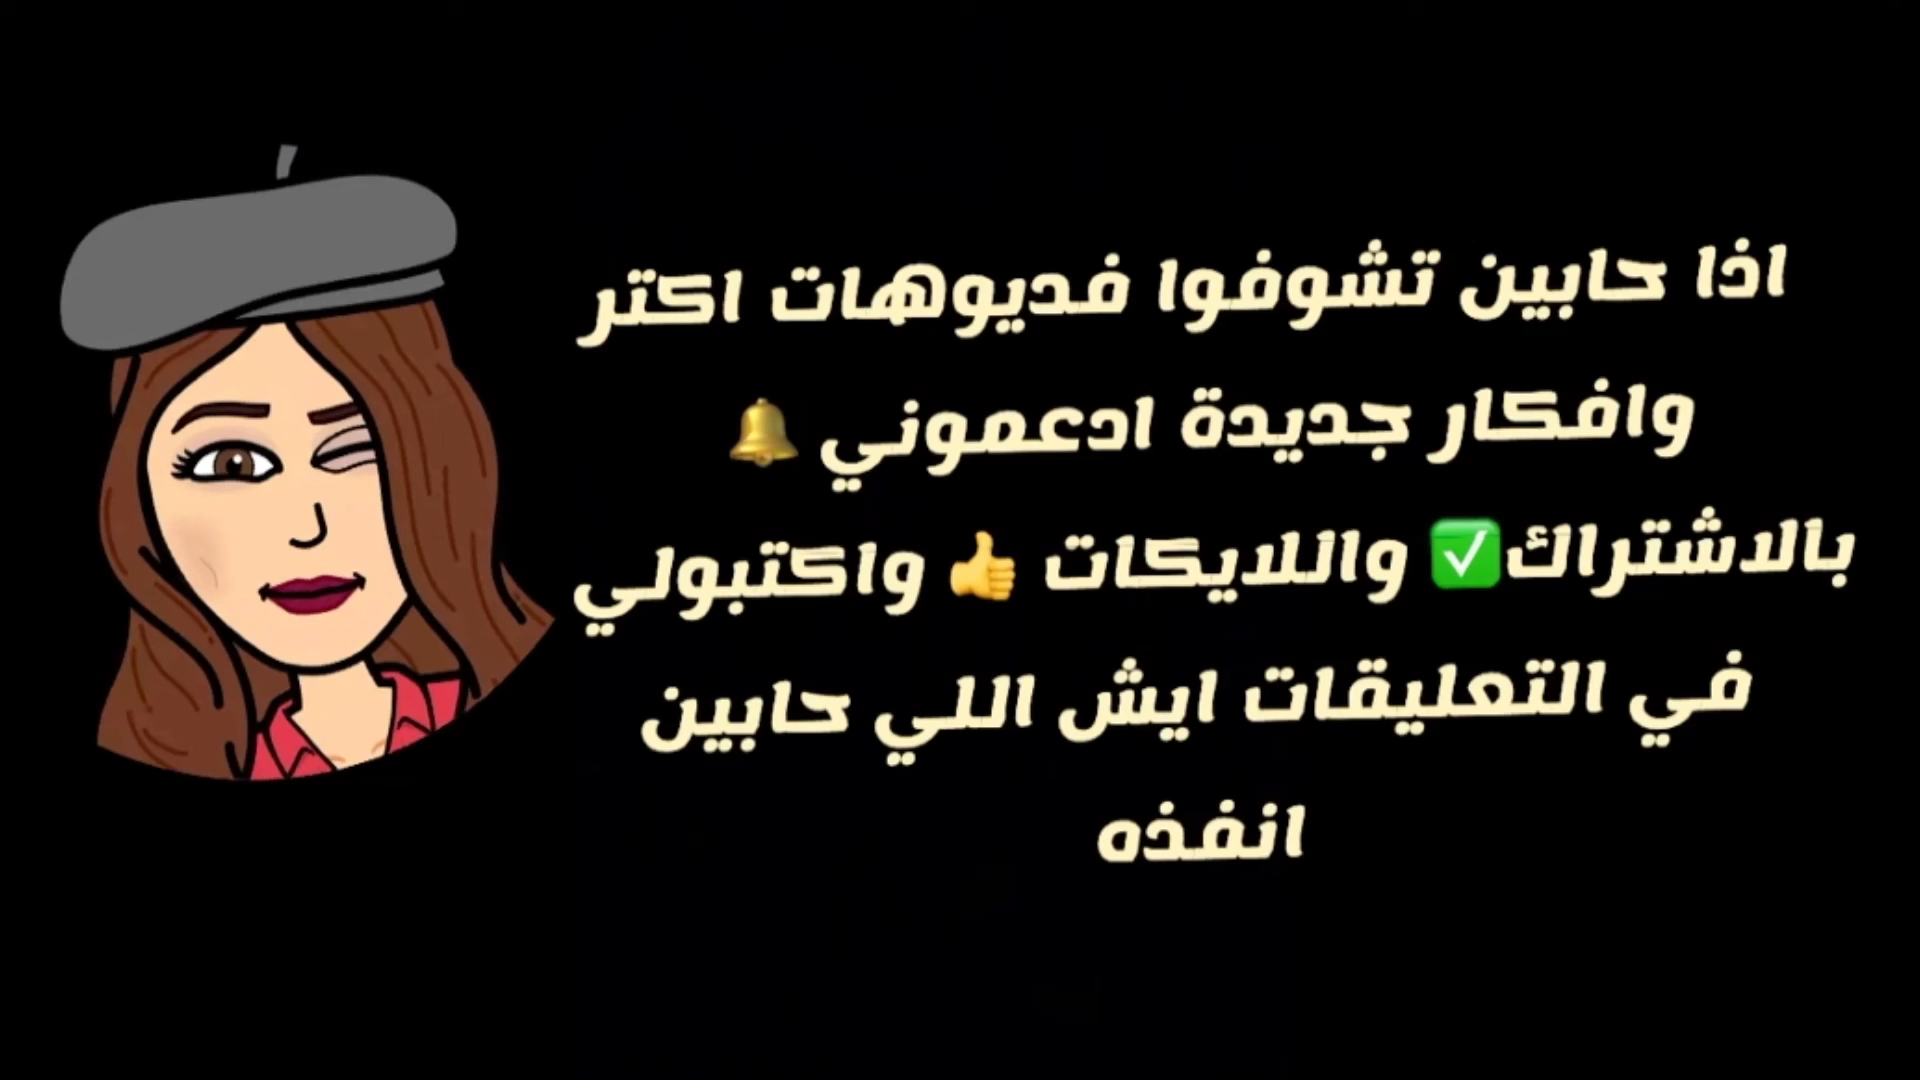 اذا حابين تشوفوا فديوهات اكتر
وافكار جديدة ادعموني 🔔
بالاشتراك✅ واللايكات 👍 واكتبولي
في التعليقات ايش اللي حابين
انفذه